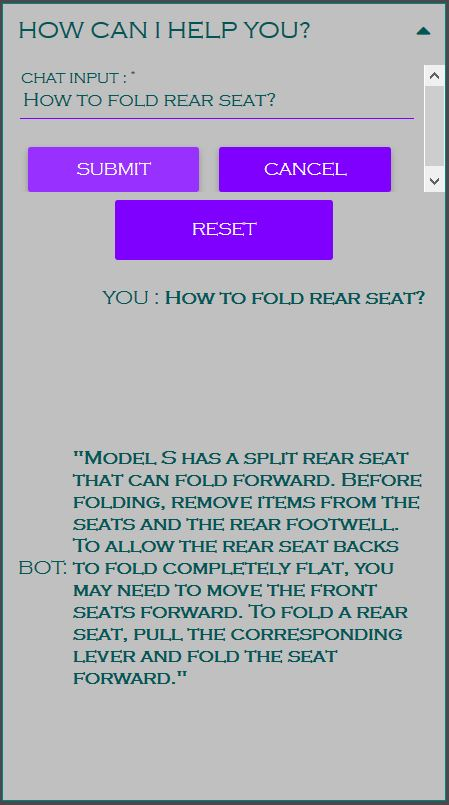 HOW CAN I HELP YOU?
CHAT INPUT : *
HOW TO FOLD REAR SEAT?
SUBMIT CANCEL
RESET
YOU : HOW TO FOLD REAR SEAT?
"MODEL S HAS A SPLIT REAR SEAT
THAT CAN FOLD FORWARD. BEFORE
FOLDING, REMOVE ITEMS FROM THE
SEATS AND THE REAR FOOTWELL.
TO ALLOW THE REAR SEAT BACKS
BOT: TO FOLD COMPLETELY FLAT, YOU
MAY NEED TO MOVE THE FRONT
SEATS FORWARD. TO FOLD A REAR
SEAT, PULL THE CORRESPONDING
LEVER AND FOLD THE SEAT
FORWARD."